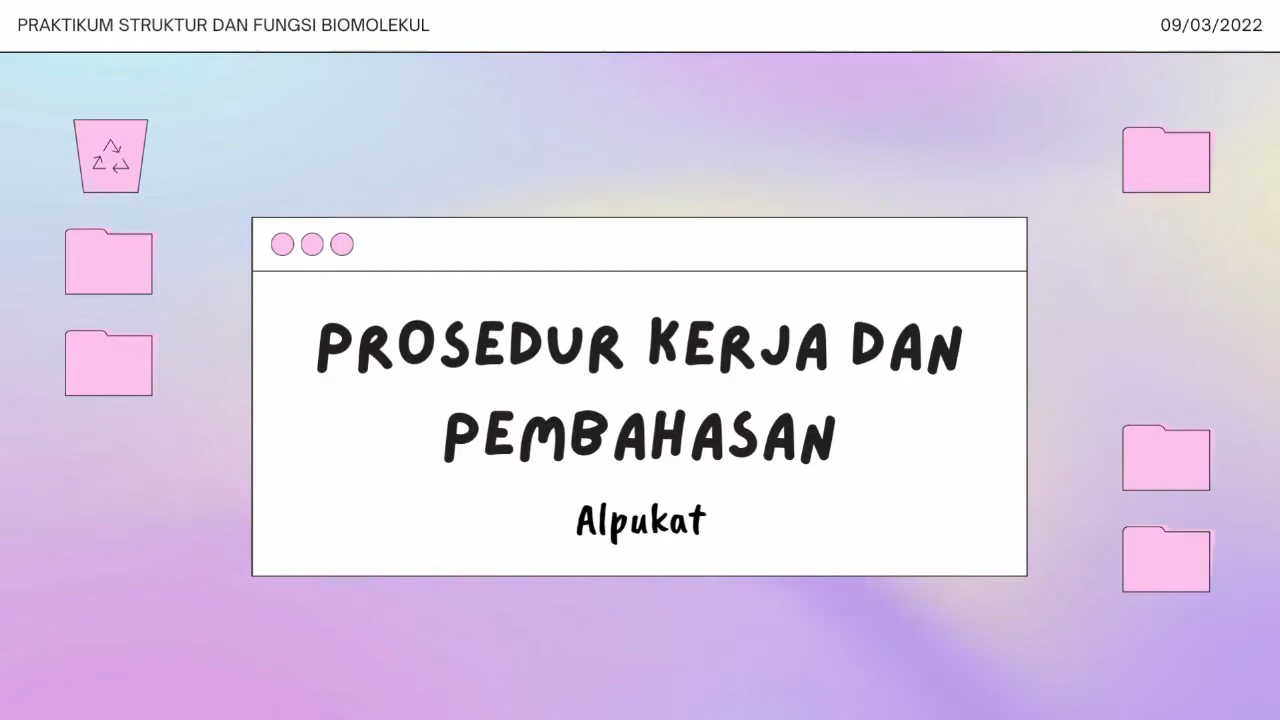 PRAKTIKUM STRUKTUR DAN FUNGSI BIOMOLEKUL
09/03/2022
PROSEDUR KERJA DAN
PEMBAHASAN
Alpukat